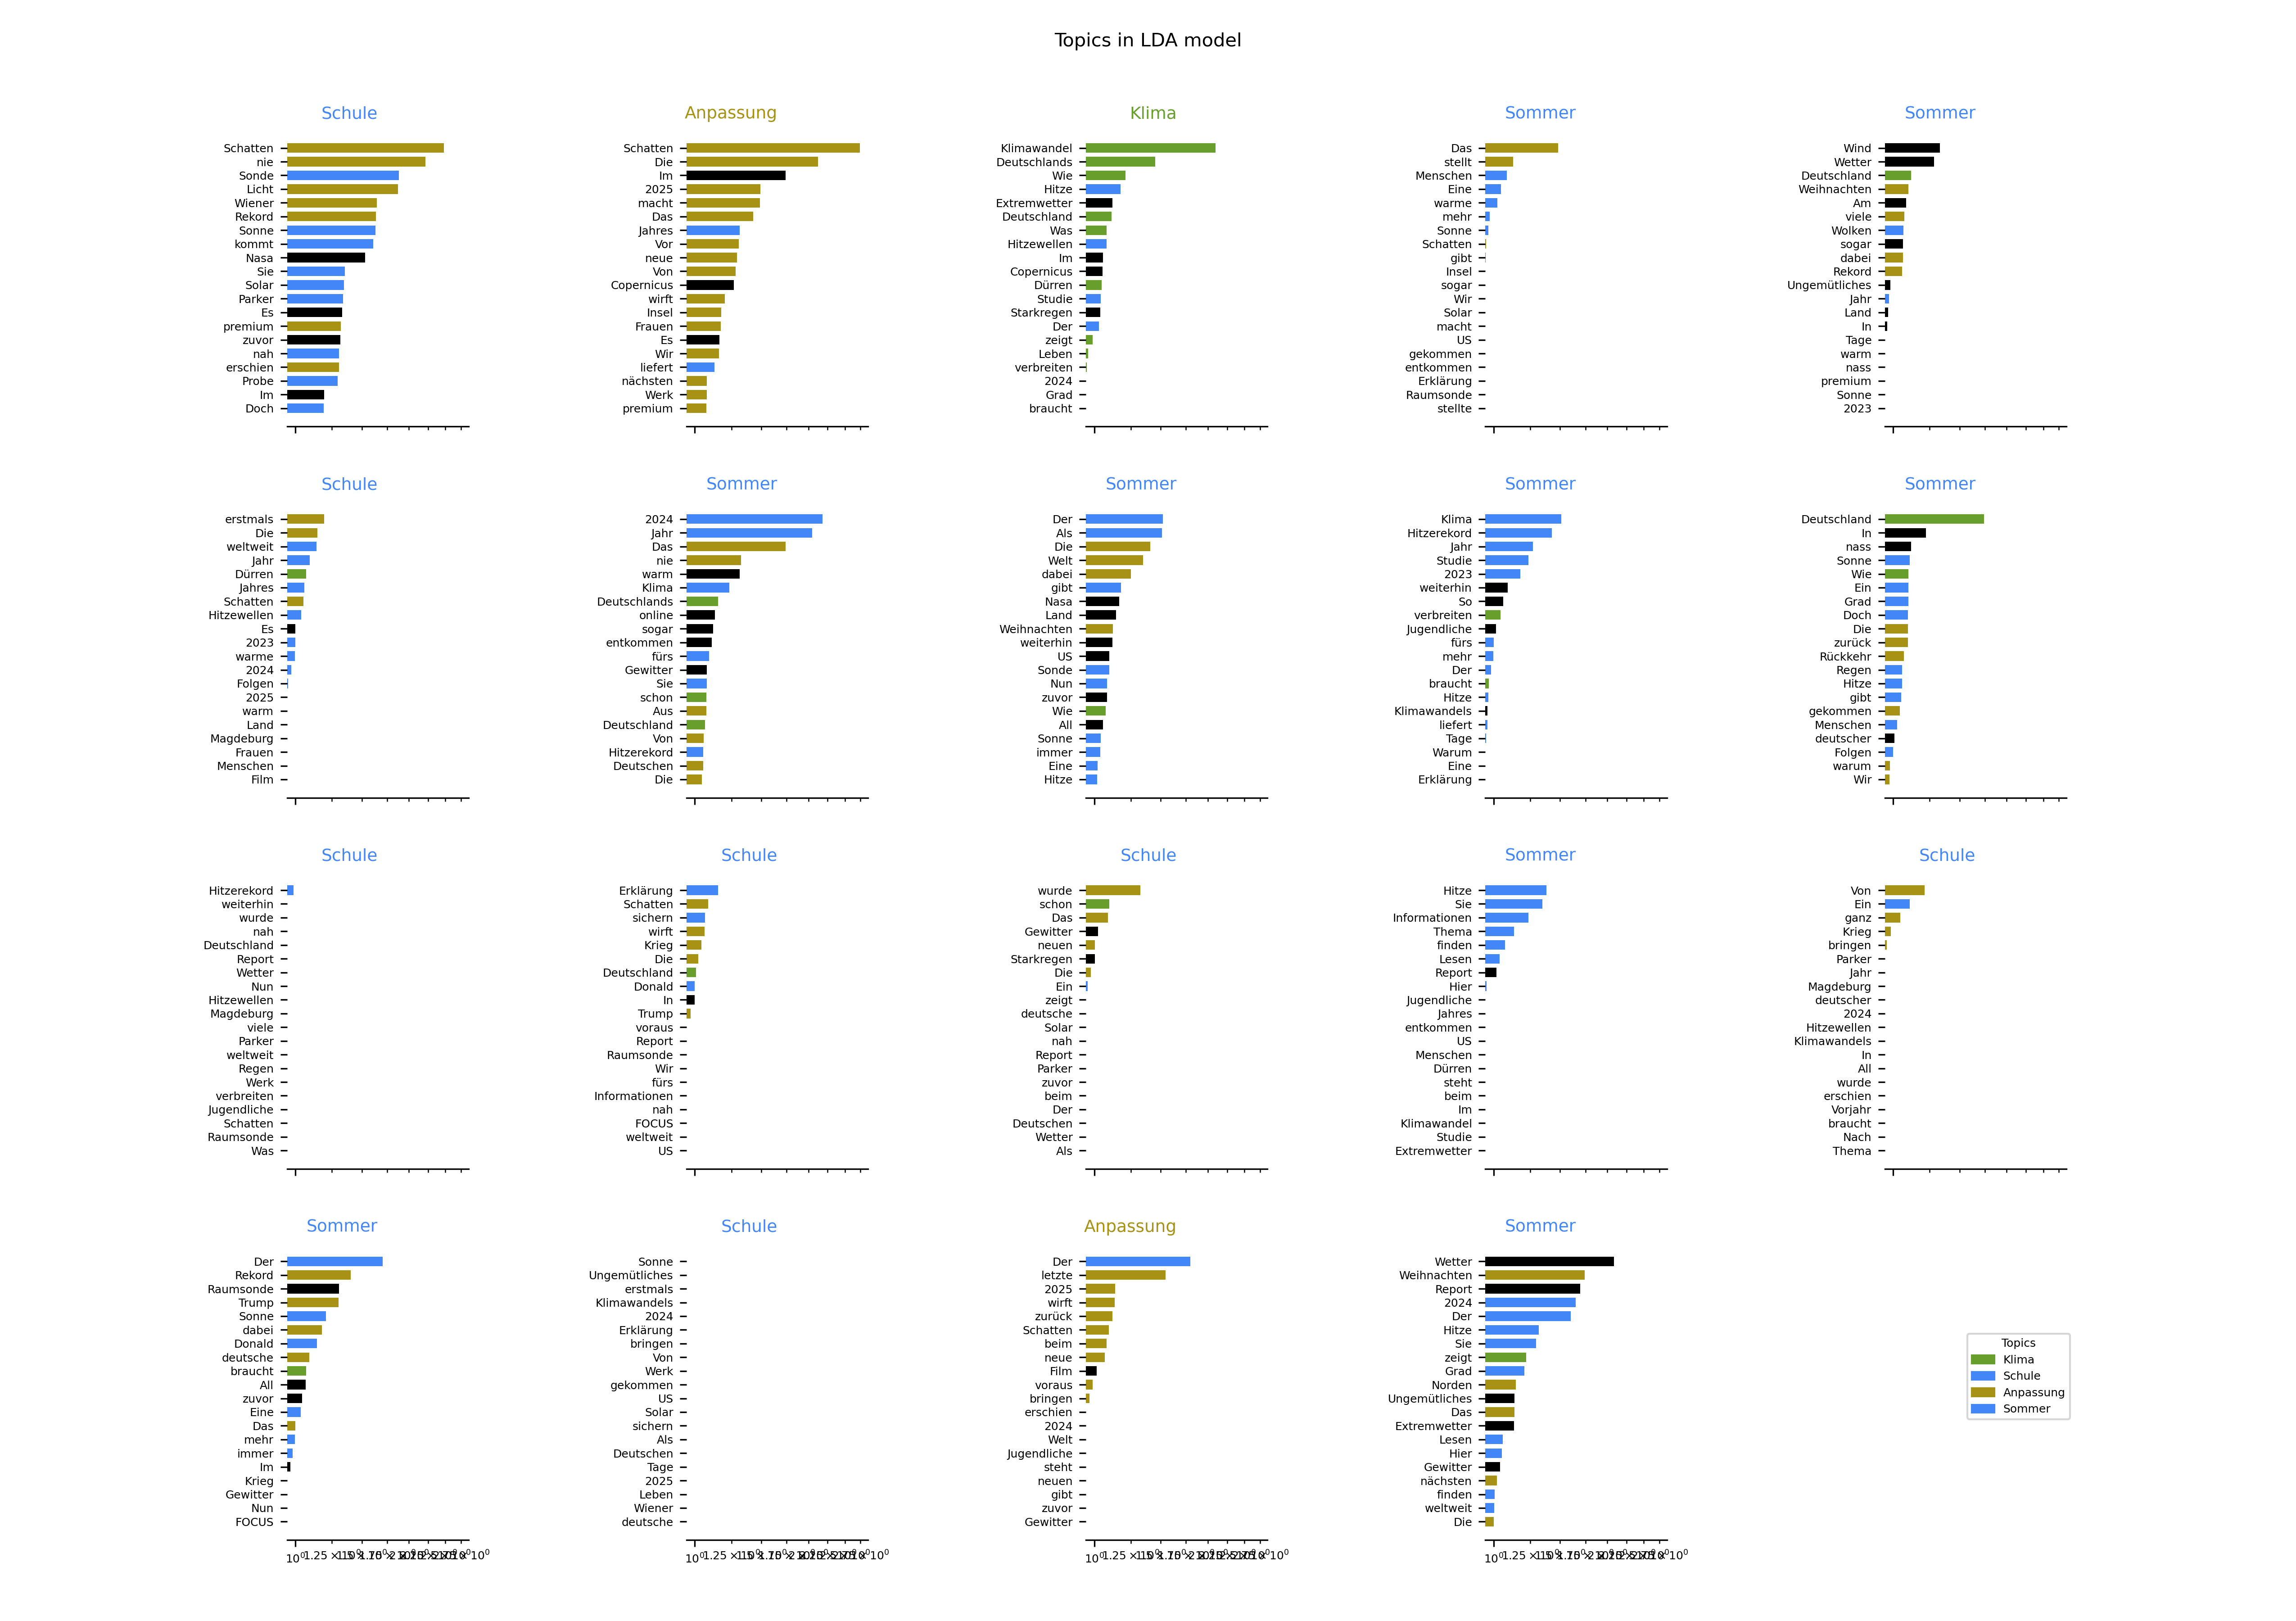 Topics in LDA model
Schule
Schatten
nie
Sonde
Licht
Wiener
Rekord
Sonne
kommt
Nasa
Sie
Solar
Parker
Es
premium
zuvor
nah
erschien
Probe
Im
Doch
Anpassung
Schatten
Die
Im
2025
macht
Das
Jahres
Vor
neue
Von
Copernicus
wirft
Insel
Frauen
Es
Wir
liefert
nächsten
Werk
premium
Klima
Klimawandel
Deutschlands
Wie
Hitze
Extremwetter
Deutschland
Was
Hitzewellen
Im
Copernicus
Dürren
Studie
Starkregen
Der
zeigt
Leben
verbreiten
2024
Grad
braucht
Sommer
Das
stellt
Menschen
Eine
warme
mehr
Sonne
Schatten
gibt
Insel
sogar
Wir
Solar
macht
US
gekommen
entkommen
Erklärung
Raumsonde
stellte
Sommer
Wind
Wetter
Deutschland
Weihnachten
Am
viele
Wolken
sogar
dabei
Rekord
Ungemütliches
Jahr
Land
In
Tage
warm
nass
premium
Sonne
2023
Schule
erstmals
Die
weltweit
Jahr
Dürren
Jahres
Schatten
Hitzewellen
Es
2023
warme
2024
Folgen
2025
warm
Land
Magdeburg
Frauen
Menschen
Film
Sommer
2024
Jahr
Das
nie
warm
Klima
Deutschlands
online
sogar
entkommen
fürs
Gewitter
Sie
schon
Aus
Deutschland
Von
Hitzerekord
Deutschen
Die
Sommer
Der
Als
Die
Welt
dabei
gibt
Nasa
Land
Weihnachten
weiterhin
US
Sonde
Nun
zuvor
Wie
All
Sonne
immer
Eine
Hitze
Sommer
Klima
Hitzerekord
Jahr
Studie
2023
weiterhin
So
verbreiten
Jugendliche
fürs
mehr
Der
braucht
Hitze
Klimawandels
liefert
Tage
Warum
Eine
Erklärung
Sommer
Deutschland
In
nass
Sonne
Wie
Ein
Grad
Doch
Die
zurück
Rückkehr
Regen
Hitze
gibt
gekommen
Menschen
deutscher
Folgen
warum
Wir
Schule
Hitzerekord
weiterhin
wurde
nah
Deutschland
Report
Wetter
Nun
Hitzewellen
Magdeburg
viele
Parker
weltweit
Regen
Werk
verbreiten
Jugendliche
Schatten
Raumsonde
Was
Schule
Erklärung
Schatten
sichern
wirft
Krieg
Die
Deutschland
Donald
In
Trump
voraus
Report
Raumsonde
Wir
fürs
Informationen
nah
FOCUS
weltweit
US
Schule
wurde
schon
Das
Gewitter
neuen
Starkregen
Die
Ein
zeigt
deutsche
Solar
nah
Report
Parker
zuvor
beim
Der
Deutschen
Wetter
Als
Sommer
Hitze
Sie
Informationen
Thema
finden
Lesen
Report
Hier
Jugendliche
Jahres
entkommen
US
Menschen
Dürren
steht
beim
Im
Klimawandel
Studie
Extremwetter
Schule
Von
Ein
ganz
Krieg
bringen
Parker
Jahr
Magdeburg
deutscher
2024
Hitzewellen
Klimawandels
In
All
wurde
erschien
Vorjahr
braucht
Nach
Thema
Sommer
Der
Rekord
Raumsonde
Trump
Sonne
dabei
Donald
deutsche
braucht
All
zuvor
Eine
Das
mehr
immer
Im
Krieg
Gewitter
Nun
FOCUS
10⁰
Schule
Sonne
Ungemütliches
erstmals
Klimawandels
2024
Erklärung
bringen
Von
Werk
gekommen
US
Solar
sichern
Als
Deutschen
Tage
2025
Leben
Wiener
deutsche
10⁰
Anpassung
Der
letzte
2025
wirft
zurück
Schatten
beim
neue
Film
voraus
bringen
erschien
2024
Welt
Jugendliche
steht
neuen
gibt
zuvor
Gewitter
10⁰
Sommer
Wetter
Weihnachten
Report
2024
Der
Hitze
Sie
zeigt
Grad
Norden
Ungemütliches
Das
Extremwetter
Lesen
Hier
Gewitter
nächsten
finden
weltweit
Die
10⁰
Topics
Klima
Schule
Anpassung
Sommer